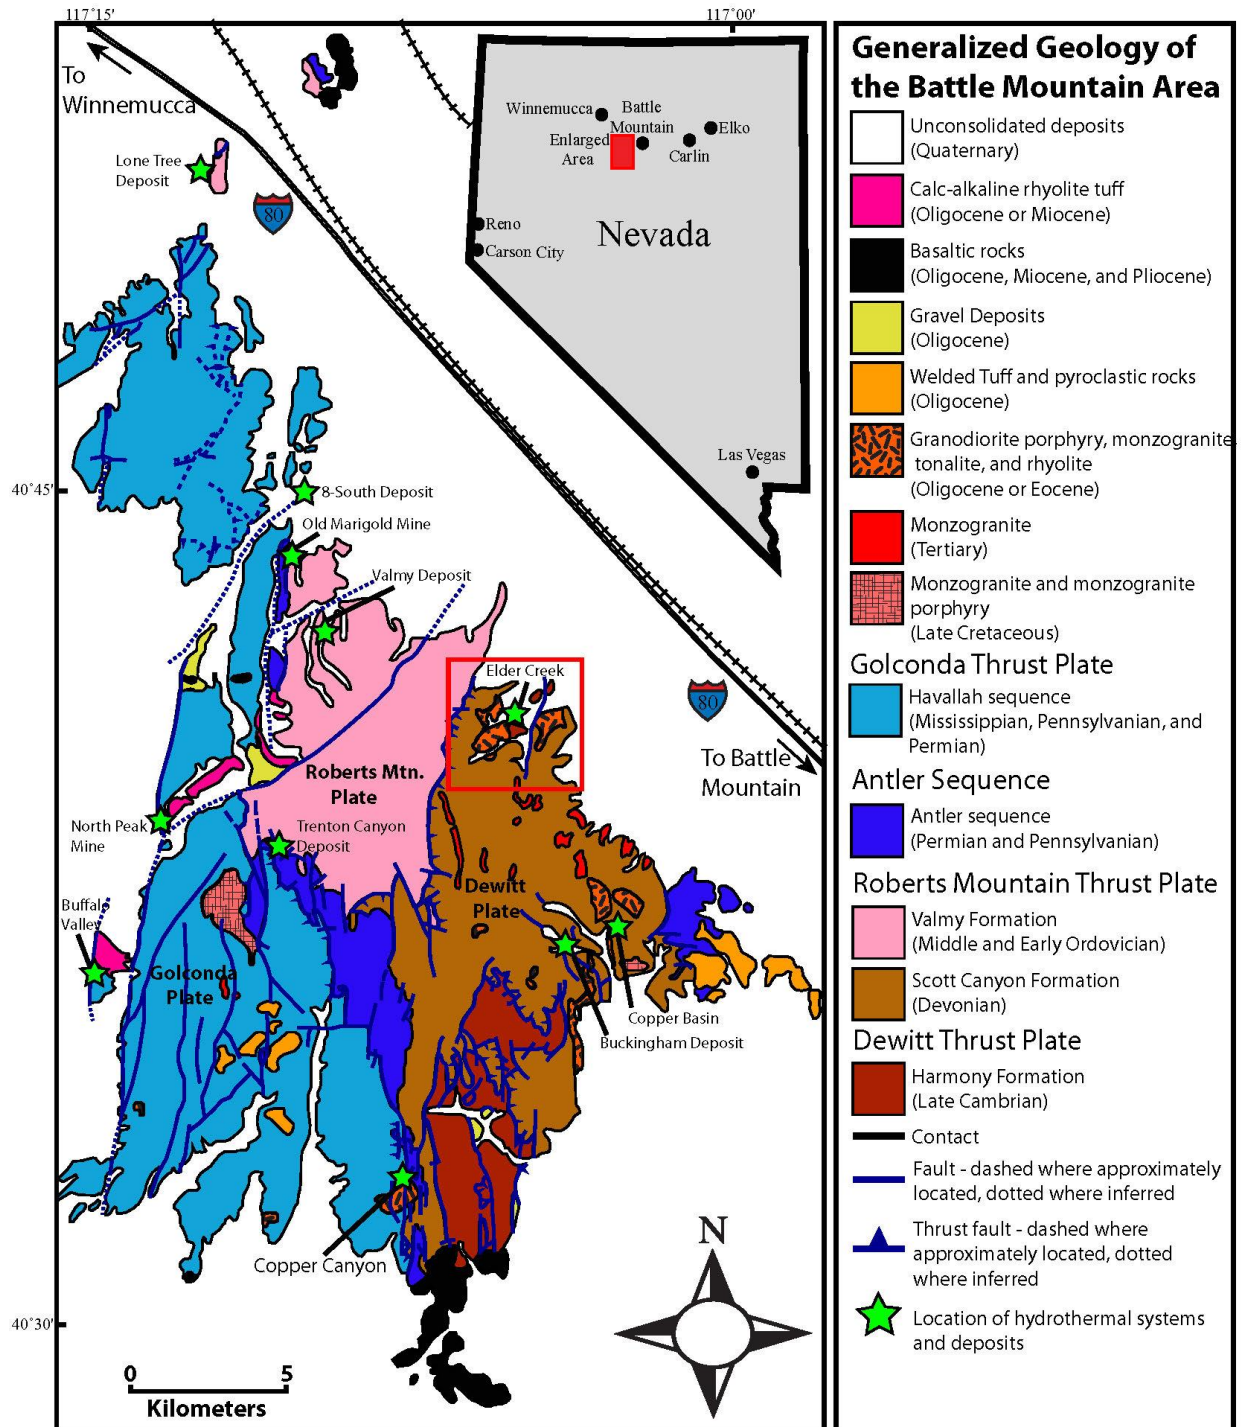 117°15'
117°00'
To
Winnemucca
Lone Tree
Deposit
80
Winnemucca
Battle
Mountain
Elko
Enlarged
Area
Carlin
Reno
Carson City
Nevada
Las Vegas
40°45'
8-South Deposit
Old Marigold Mine
Valmy Deposit
Elder Creek
80
To Battle
Mountain
Roberts Mtn.
Plate
North Peak
Mine
Trenton Canyon
Deposit
Dewitt
Plate
Buffalo
Valley
Golconda
Plate
Copper Basin
Buckingham Deposit
Copper Canyon
N
40°30'
0 5
Kilometers
Generalized Geology of
the Battle Mountain Area
Unconsolidated deposits
(Quaternary)
Calc-alkaline rhyolite tuff
(Oligocene or Miocene)
Basaltic rocks
(Oligocene, Miocene, and Pliocene)
Gravel Deposits
(Oligocene)
Welded Tuff and pyroclastic rocks
(Oligocene)
Granodiorite porphyry, monzogranite,
tonalite, and rhyolite
(Oligocene or Eocene)
Monzogranite
(Tertiary)
Monzogranite and monzogranite
porphyry
(Late Cretaceous)
Golconda Thrust Plate
Havallah sequence
(Mississippian, Pennsylvanian, and
Permian)
Antler Sequence
Antler sequence
(Permian and Pennsylvanian)
Roberts Mountain Thrust Plate
Valmy Formation
(Middle and Early Ordovician)
Scott Canyon Formation
(Devonian)
Dewitt Thrust Plate
Harmony Formation
(Late Cambrian)
Contact
Fault - dashed where approximately
located, dotted where inferred
Thrust fault - dashed where
approximately located, dotted
where inferred
Location of hydrothermal systems
and deposits